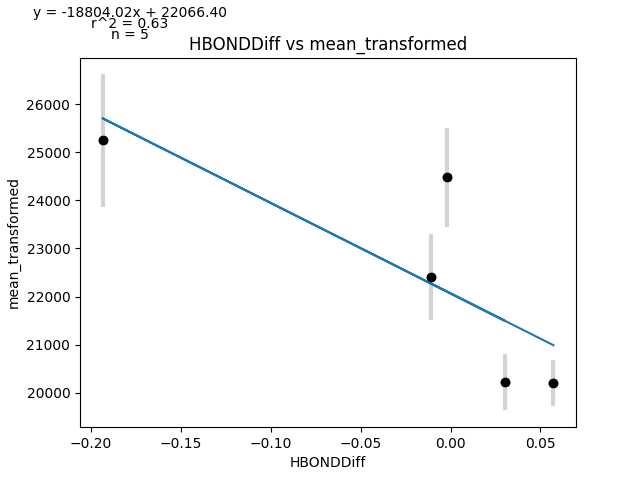 y = -18804.02x + 22066.40
r^2 = 0.63
n = 5
HBONDDiff vs mean_transformed
26000
25000
24000
23000
22000
21000
20000
mean_transformed
−0.20 −0.15 −0.10 −0.05 0.00 0.05
HBONDDiff